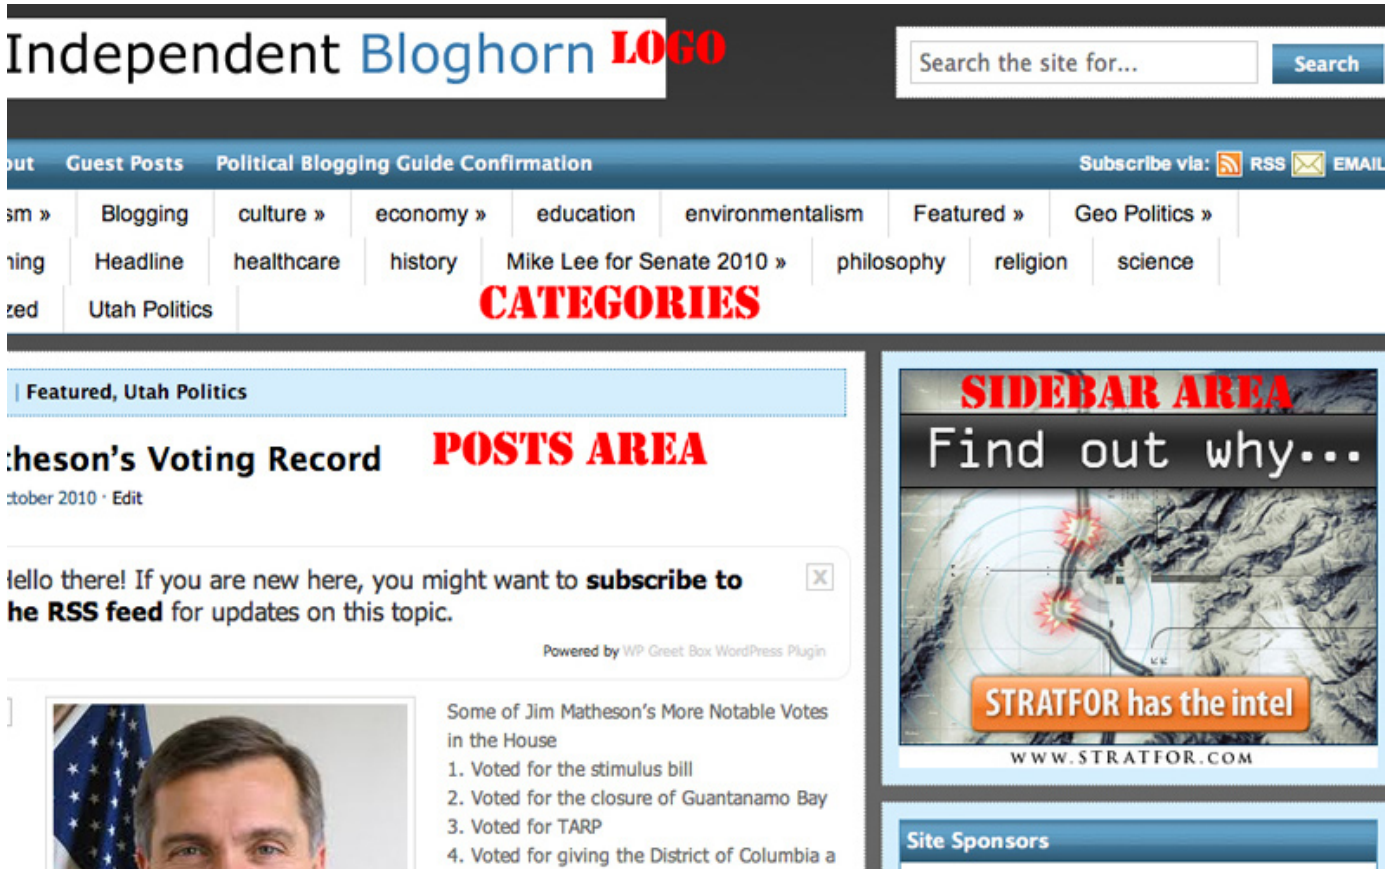 Independent Bloghorn LOGO
Search the site for...
Search
Guest Posts
Political Blogging Guide Confirmation
Subscribe via: RSS EMAIL
» Blogging culture » economy » education environmentalism Featured » Geo Politics »
Headline healthcare history Mike Lee for Senate 2010 » philosophy religion science
Utah Politics
CATEGORIES
| Featured, Utah Politics
SIDEBAR AREA
POSTS AREA
Find out why...
Voting Record
2010 · Edit
Hello there! If you are new here, you might want to subscribe to
the RSS feed for updates on this topic.
X
Powered by WP Greet Box WordPress Plugin
STRATFOR has the intel
WWW.STRATFOR.COM
Some of Jim Matheson's More Notable Votes
in the House
1. Voted for the stimulus bill
2. Voted for the closure of Guantanamo Bay
3. Voted for TARP
4. Voted for giving the District of Columbia a
Site Sponsors